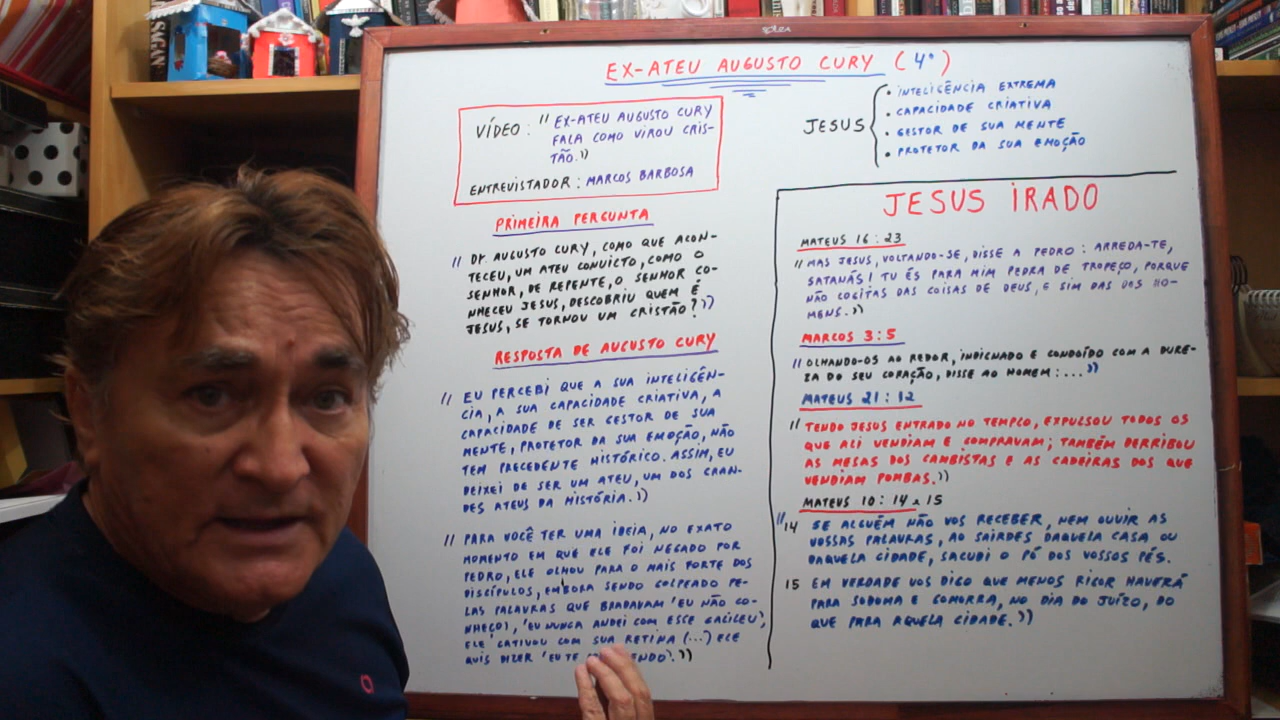 SAGAN
EX-ATEU AUGUSTO CURY (4ª)
VÍDEO: "EX-ATEU AUGUSTO CURY
FALA COMO VIROU CRIS-
TÃO."
ENTREVISTADOR: MARCOS BARBOSA
PRIMEIRA PERGUNTA
"Dr. AUGUSTO CURY, COMO QUE ACON-
TECEU, UM ATEU CONVICTO, COMO O
SENHOR, DE REPENTE, O SENHOR CO-
NHECEU JESUS, DESCOBRIU QUEM É
JESUS, SE TORNOU UM CRISTÃO?"
RESPOSTA DE AUGUSTO CURY
"EU PERCEBI QUE A SUA INTELIGÊN-
CIA, A SUA CAPACIDADE CRIATIVA, A
CAPACIDADE DE SER GESTOR DE SUA
MENTE, PROTETOR DA SUA EMOÇÃO, NÃO
TEM PRECEDENTE HISTÓRICO. ASSIM, EU
DEIXEI DE SER UM ATEU, UM DOS GRAN-
DES ATEUS DA HISTÓRIA."
"PARA VOCÊ TER UMA IDEIA, NO EXATO
MOMENTO EM QUE ELE FOI NEGADO POR
PEDRO, ELE OLHOU PARA O MAIS FORTE DOS
DISCÍPULOS, EMBORA SENDO GOLPEADO PE-
LAS PALAVRAS QUE BRADAVAM 'EU NÃO CO-
NHEÇO', 'EU NUNCA ANDEI COM ESSE GALILEU',
ELE 'GRITOU COM SUA RETINA (...) ELE
QUIS DIZER 'EU TE ENDO'."
JESUS
• INTELIGÊNCIA EXTREMA
• CAPACIDADE CRIATIVA
• GESTOR DE SUA MENTE
• PROTETOR DA SUA EMOÇÃO
JESUS IRADO
MATEUS 16:23
"MAS JESUS, VOLTANDO-SE, DISSE A PEDRO: ARREDA-TE,
SATANÁS! TU ÉS PARA MIM PEDRA DE TROPEÇO, PORQUE
NÃO COGITAS DAS COISAS DE DEUS, E SIM DAS DOS HO-
MENS."
MARCOS 3:5
"OLHANDO-OS AO REDOR, INDIGNADO E CONDOÍDO COM A DURE-
ZA DO SEU CORAÇÃO, DISSE AO HOMEM:..."
MATEUS 21:12
"TENDO JESUS ENTRADO NO TEMPLO, EXPULSOU TODOS OS
QUE ALI VENDIAM E COMPRAVAM; TAMBÉM DERRIBOU
AS MESAS DOS CAMBISTAS E AS CADEIRAS DOS QUE
VENDIAM POMBAS."
MATEUS 10:14 a 15
"14 SE ALGUÉM NÃO VOS RECEBER, NEM OUVIR AS
VOSSAS PALAVRAS, AO SAIRDES DAQUELA CASA OU
DAQUELA CIDADE, SACUDI O PÓ DOS VOSSOS PÉS.
15 EM VERDADE VOS DIGO QUE MENOS RIGOR HAVERÁ
PARA SODOMA E GOMORRA, NO DIA DO JUÍZO, DO
QUE PARA AQUELA CIDADE."